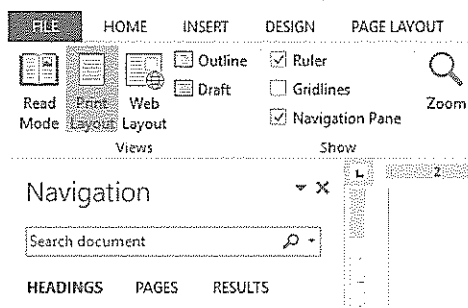 FILE HOME INSERT DESIGN PAGE LAYOUT
Read Mode
Print Layout
Web Layout
Outline
Draft
Views
Ruler
Gridlines
Navigation Pane
Show
Zoom
L 2
Navigation
Search document
HEADINGS PAGES RESULTS